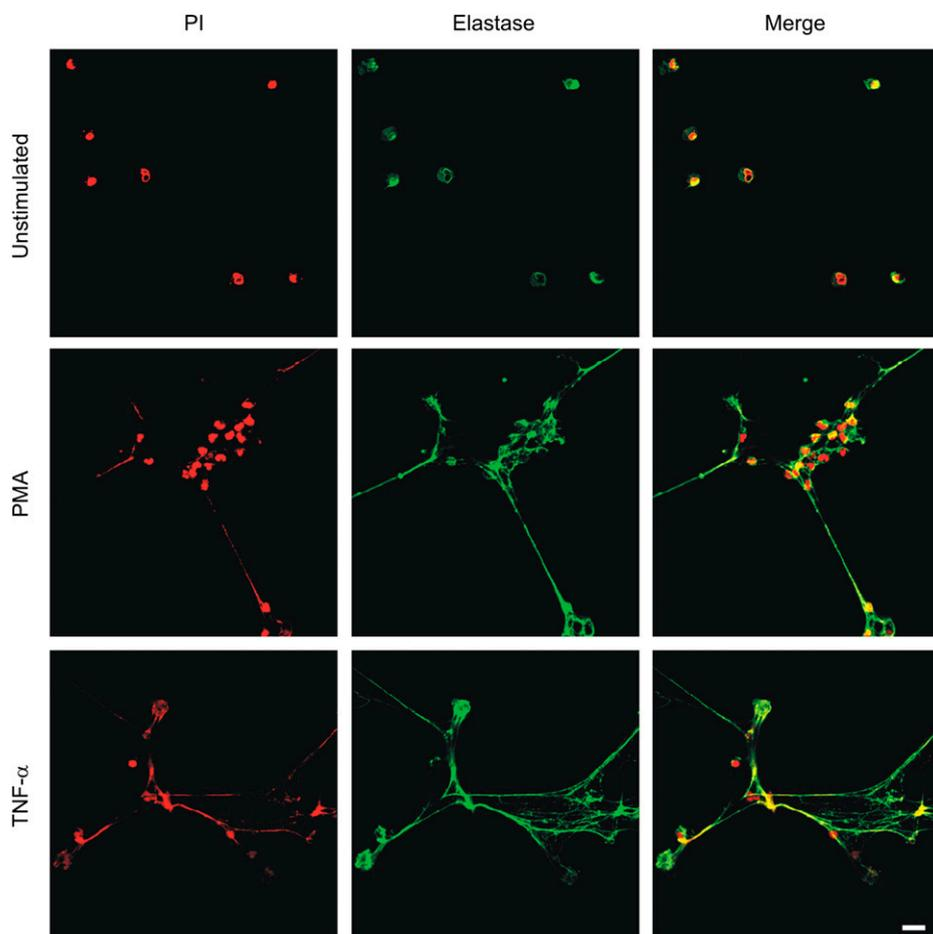 PI
Elastase
Merge
Unstimulated
PMA
TNF-α